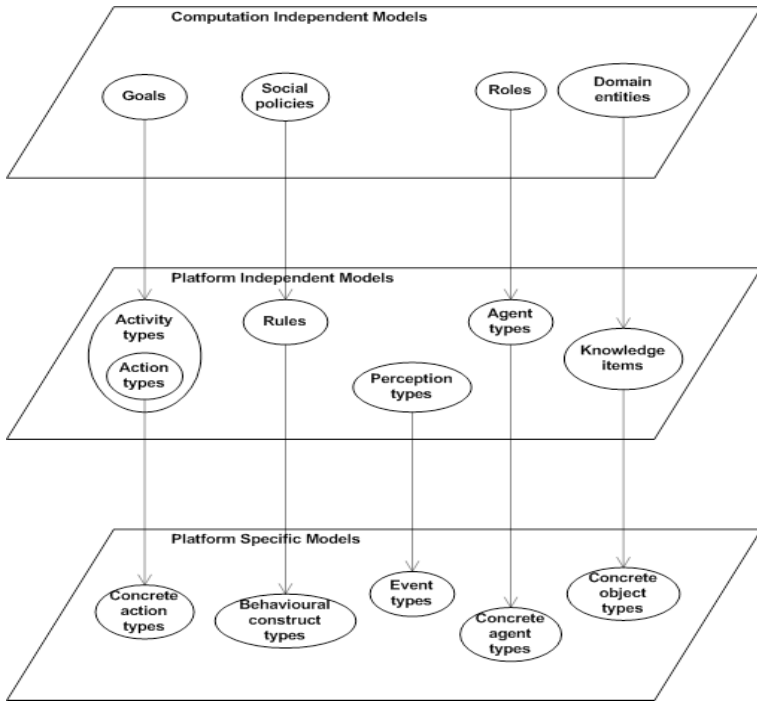 Computation Independent Models
Goals
Social
policies
Roles
Domain
entities
Platform Independent Models
Activity
types
Action
types
Rules
Perception
types
Agent
types
Knowledge
items
Platform Specific Models
Concrete
action
types
Behavioural
construct
types
Event
types
Concrete
agent
types
Concrete
object
types